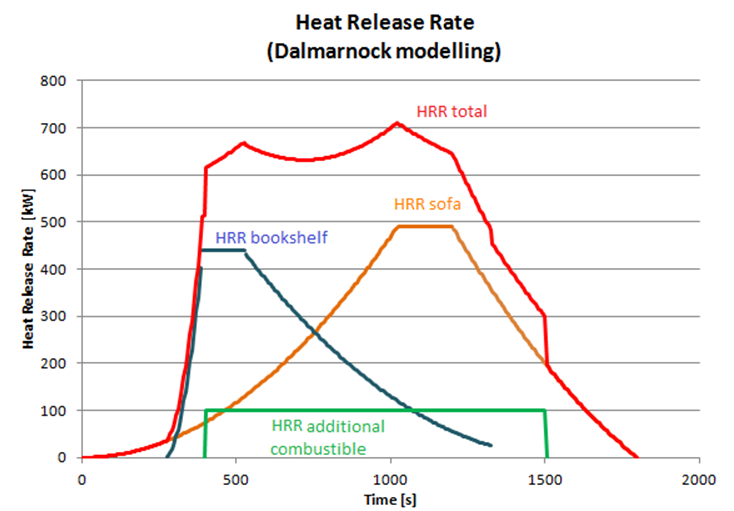 Heat Release Rate
(Dalmarnock modelling)
800
700
600
500
400
300
200
100
0
Heat Release Rate [kW]
HRR total
HRR sofa
HRR bookshelf
HRR additional
combustible
0
500
1000
1500
2000
Time [s]